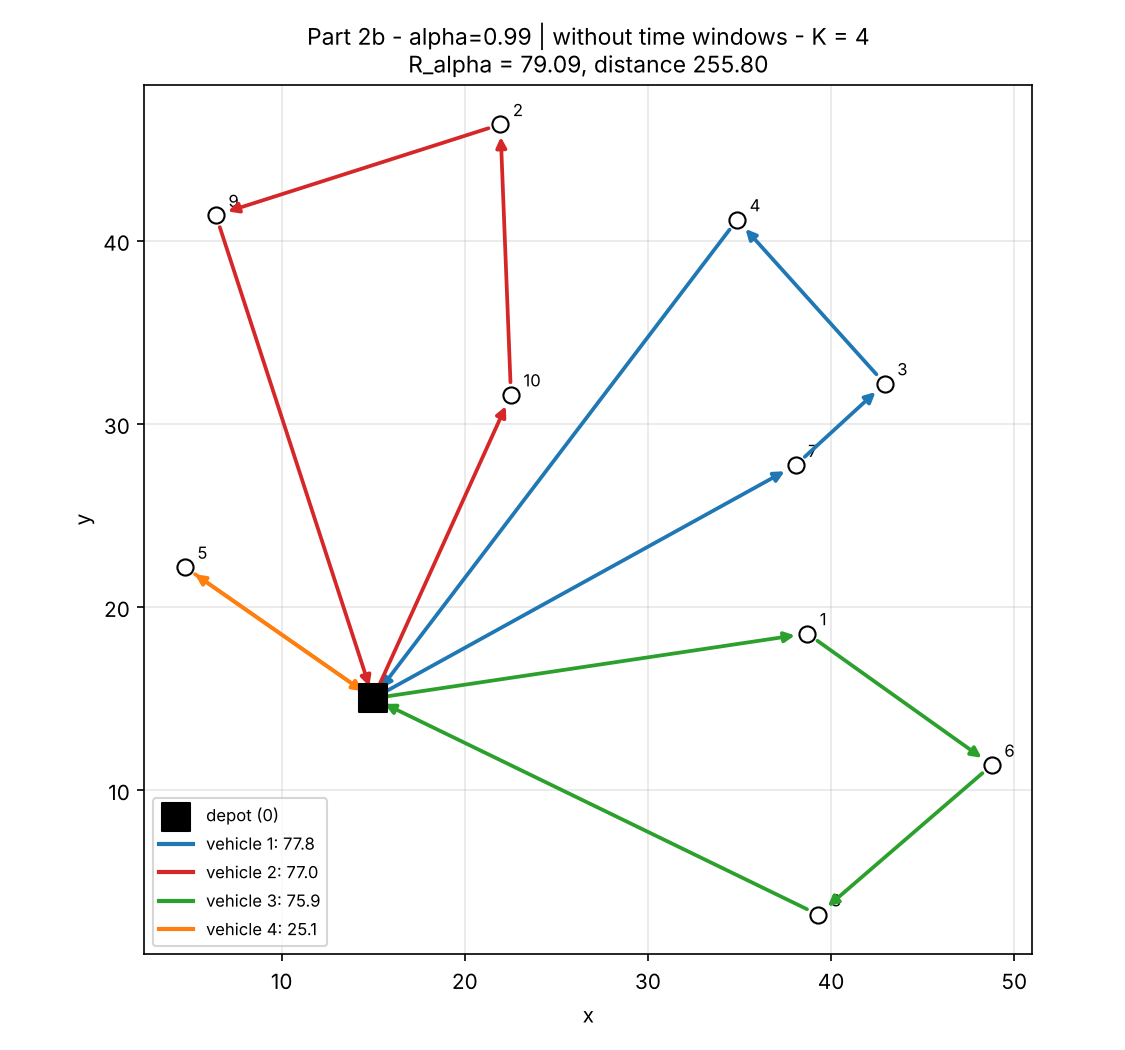 Part 2b - alpha=0.99 | without time windows - K = 4
R_alpha = 79.09, distance 255.80
2
9
4
40
3
10
30
7
y
5
20
1
6
10
depot (0)
vehicle 1: 77.8
vehicle 2: 77.0
vehicle 3: 75.9
vehicle 4: 25.1
10
20
30
40
50
x